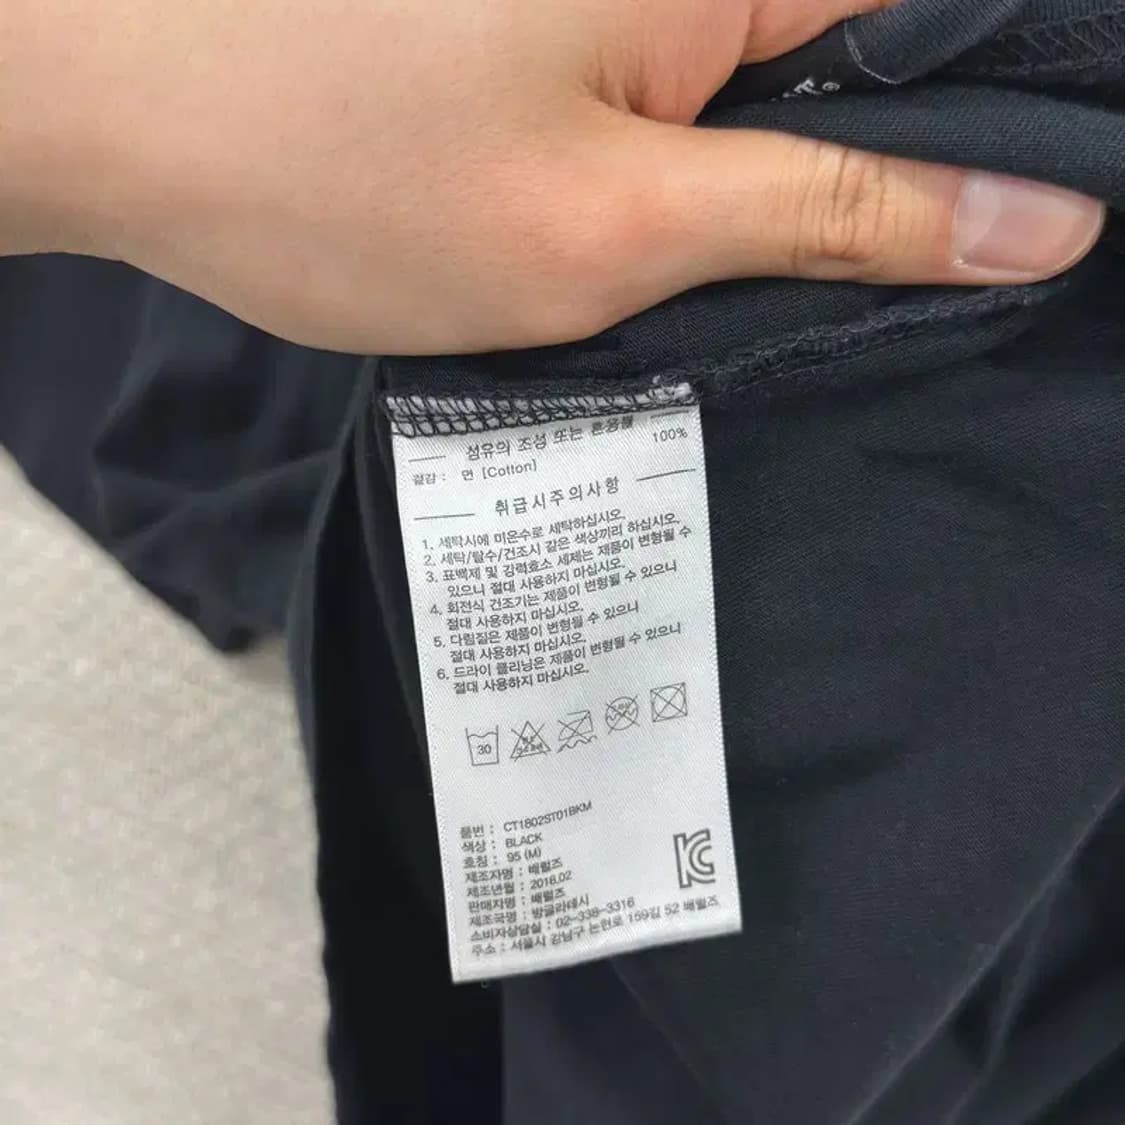 T.®
섬유의 조성 또는 혼용률
겉감 : 면 [Cotton] 100%
취급시주의사항
1. 세탁시에 미온수로 세탁하십시오.
2. 세탁/탈수/건조시 같은 색상끼리 하십시오.
3. 표백제 및 강력효소 세제는 제품이 변형될 수
있으니 절대 사용하지 마십시오.
4. 회전식 건조기는 제품이 변형될 수 있으니
절대 사용하지 마십시오.
5. 다림질은 제품이 변형될 수 있으니
절대 사용하지 마십시오.
6. 드라이 클리닝은 제품이 변형될 수 있으니
절대 사용하지 마십시오.
30
품번 : CT1802ST01BKM
색상 : BLACK
호칭 : 95 (M)
제조자명 : 배럴즈
제조년월 : 2018.02
판매자명 : 배럴즈
제조국명 : 방글라데시
소비자상담실 : 02-338-3316
주소 : 서울시 강남구 논현로 159길 52 배럴즈
KC